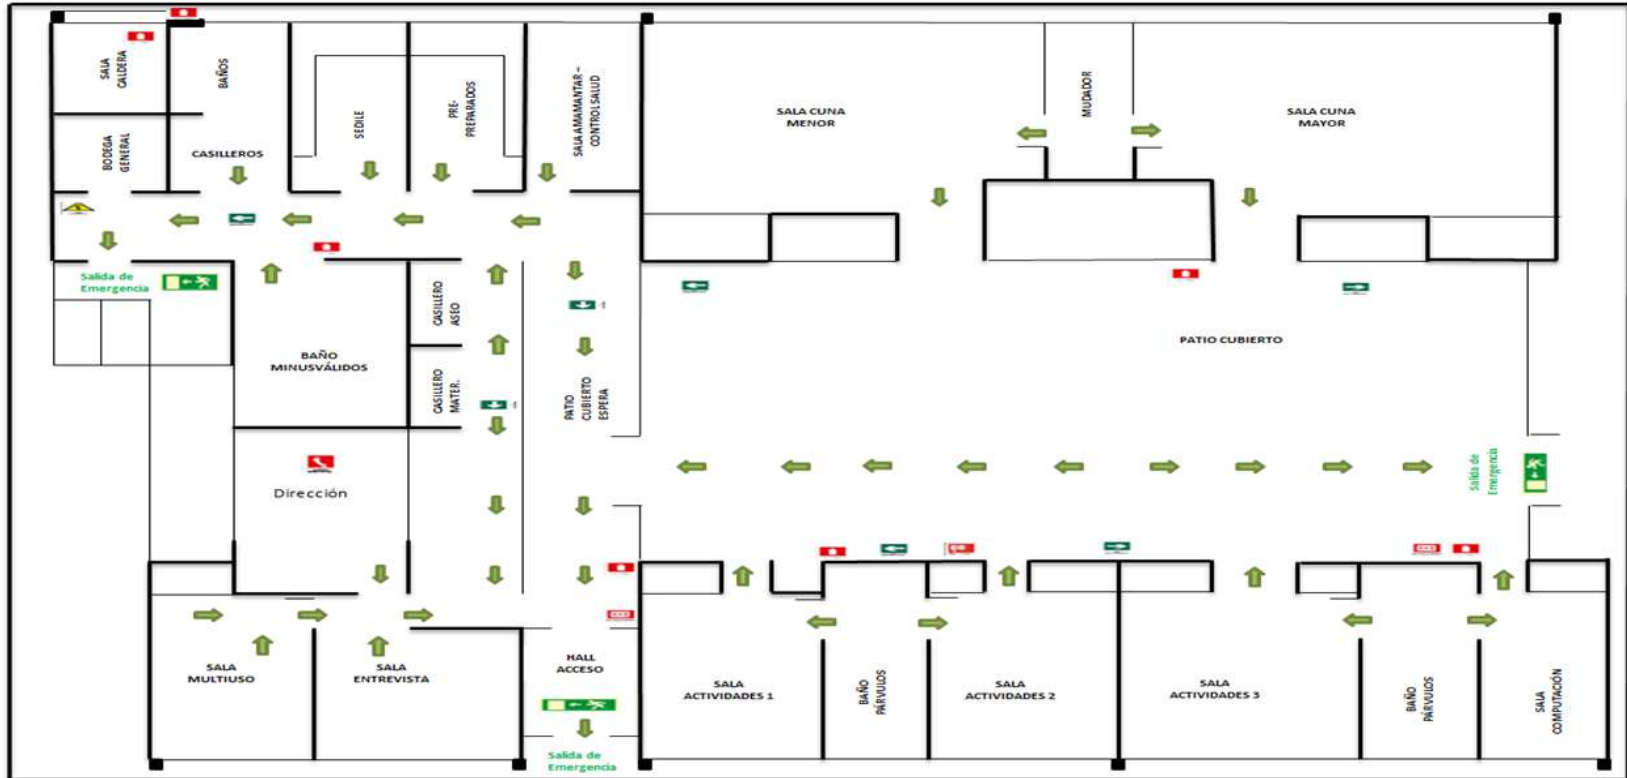 SALA
CALDERA
BAÑOS
SEDILE
PRE-
PREPARADOS
SALA AMAMANTAR –
CONTROL SALUD
SALA CUNA
MENOR
MUDADOR
SALA CUNA
MAYOR
BODEGA
GENERAL
CASILLEROS
Salida de
Emergencia
CASILLERO
ASEO
BAÑO
MINUSVÁLIDOS
CASILLERO
MATER.
PATIO
CUBIERTO
ESPERA
PATIO CUBIERTO
Dirección
Salida de
Emergencia
SALA
MULTIUSO
SALA
ENTREVISTA
HALL
ACCESO
SALA
ACTIVIDADES 1
BAÑO
PÁRVULOS
SALA
ACTIVIDADES 2
SALA
ACTIVIDADES 3
BAÑO
PÁRVULOS
SALA
COMPUTACIÓN
Salida de
Emergencia